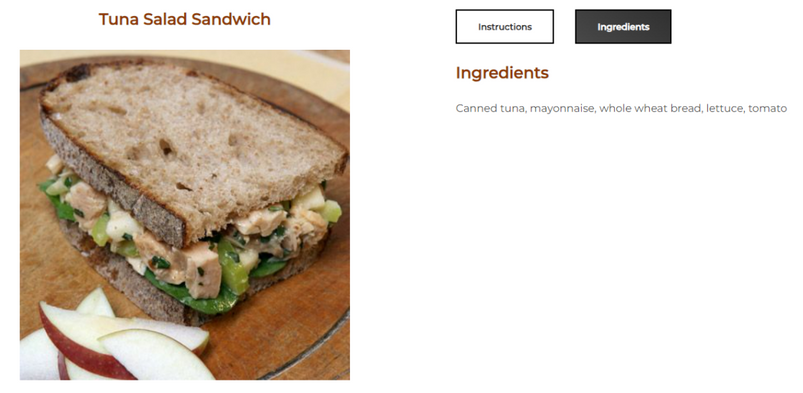 Tuna Salad Sandwich
Instructions
Ingredients
Ingredients
Canned tuna, mayonnaise, whole wheat bread, lettuce, tomato